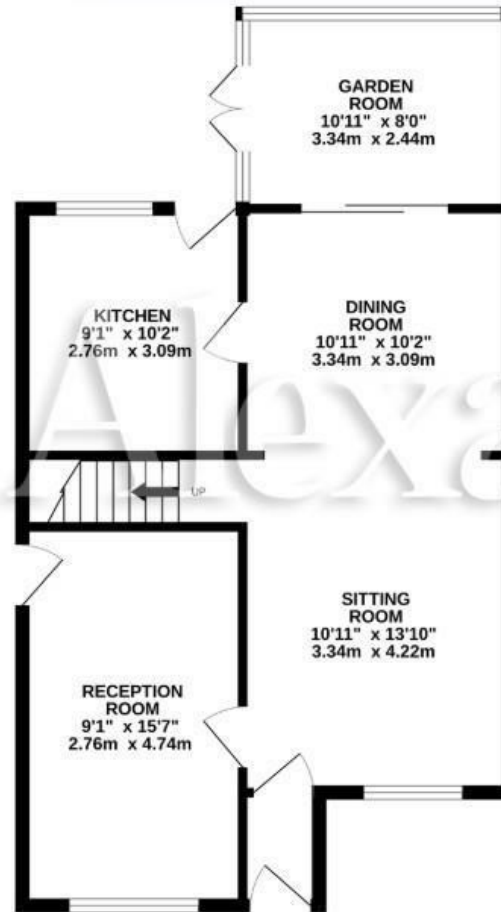 GARDEN
ROOM
10'11" x 8'0"
3.34m x 2.44m
KITCHEN
9'1" x 10'2"
2.76m x 3.09m
DINING
ROOM
10'11" x 10'2"
3.34m x 3.09m
Alexa
UP
SITTING
ROOM
10'11" x 13'10"
3.34m x 4.22m
RECEPTION
ROOM
9'1" x 15'7"
2.76m x 4.74m